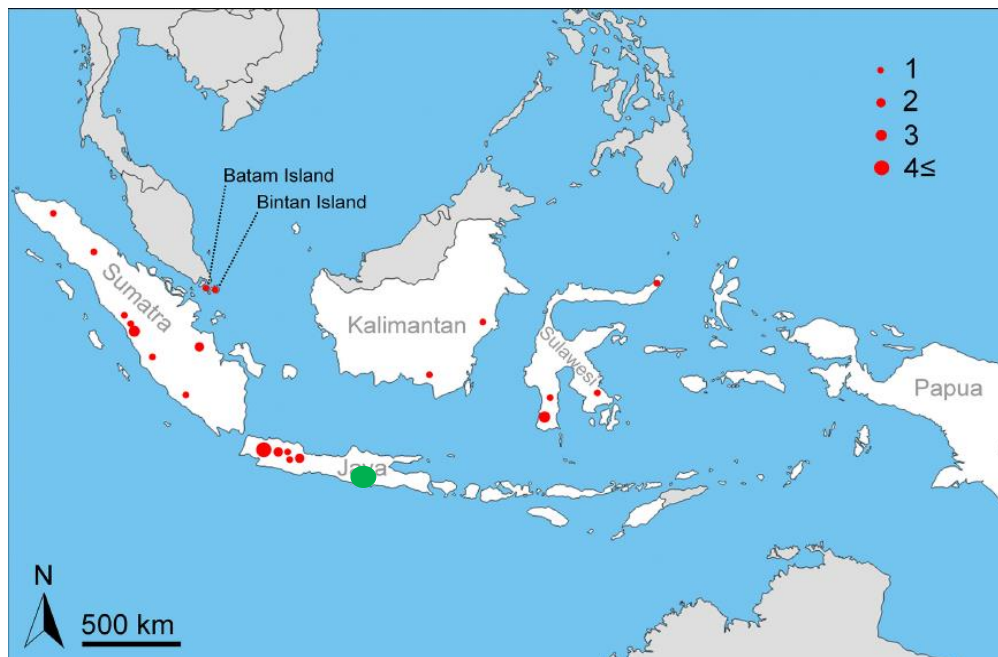 1
2
3
4≤
Batam Island
Bintan Island
Sumatra
Kalimantan
Sulawesi
Papua
Java
N
500 km